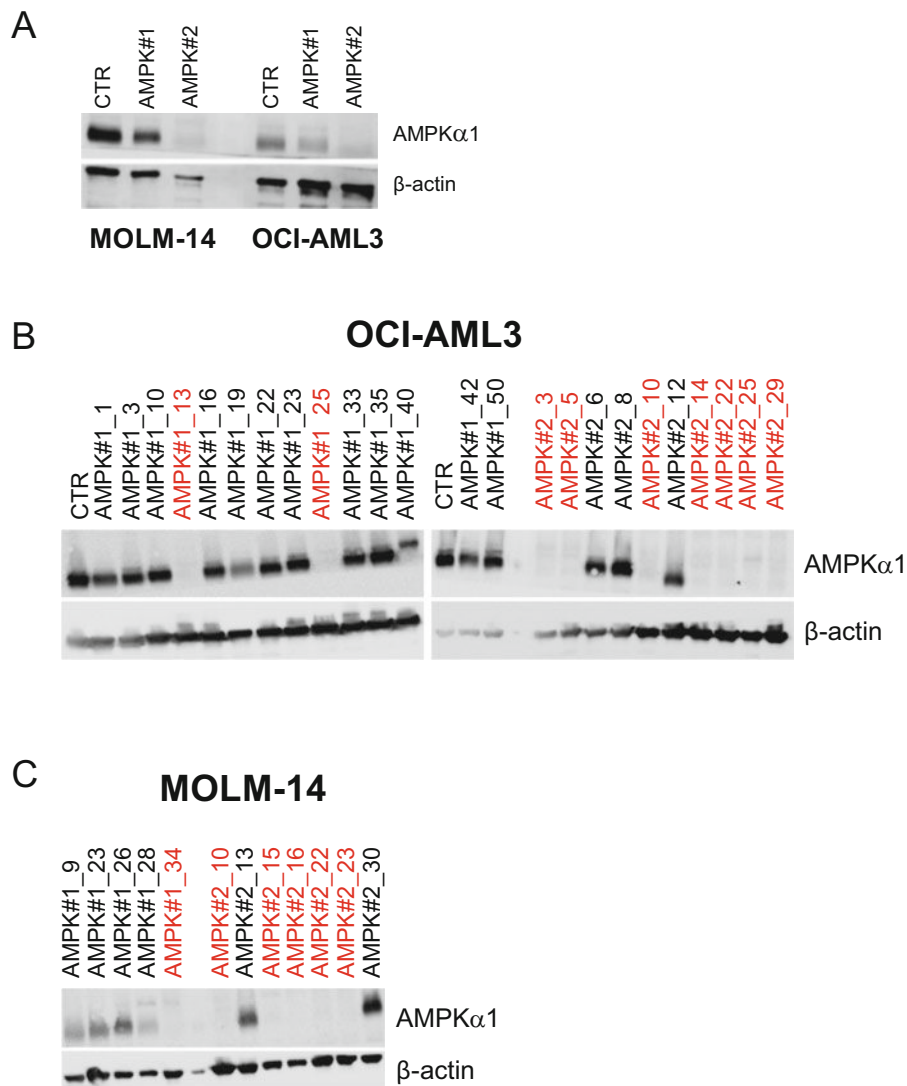 A
CTR
AMPK#1
AMPK#2
CTR
AMPK#1
AMPK#2
AMPKα1
β-actin
MOLM-14
OCI-AML3
B
OCI-AML3
CTR
AMPK#1_1
AMPK#1_3
AMPK#1_10
AMPK#1_13
AMPK#1_16
AMPK#1_19
AMPK#1_22
AMPK#1_23
AMPK#1_25
AMPK#1_33
AMPK#1_35
AMPK#1_40
CTR
AMPK#1_42
AMPK#1_50
AMPK#2_3
AMPK#2_5
AMPK#2_6
AMPK#2_8
AMPK#2_10
AMPK#2_12
AMPK#2_14
AMPK#2_22
AMPK#2_25
AMPK#2_29
AMPKα1
β-actin
C
MOLM-14
AMPK#1_9
AMPK#1_23
AMPK#1_26
AMPK#1_28
AMPK#1_34
AMPK#2_10
AMPK#2_13
AMPK#2_15
AMPK#2_16
AMPK#2_22
AMPK#2_23
AMPK#2_30
AMPKα1
β-actin